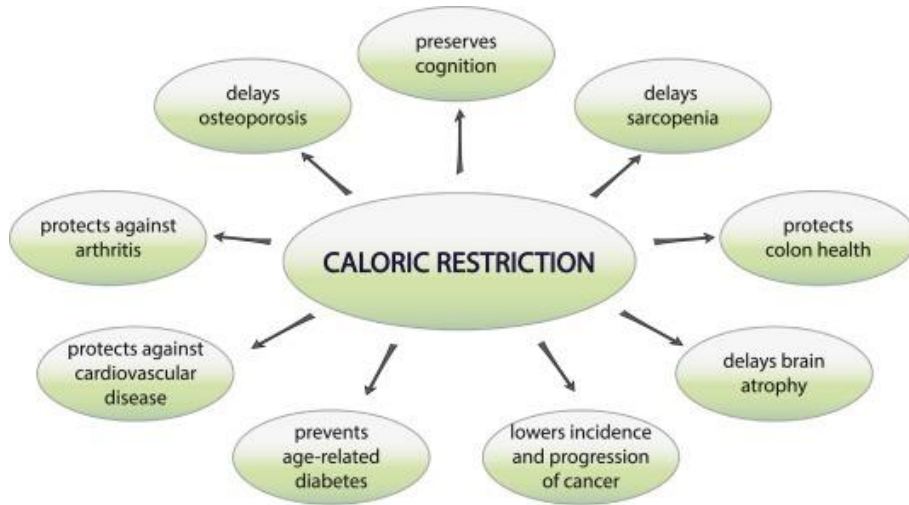 preserves
cognition
delays
osteoporosis
delays
sarcopenia
protects against
arthritis
CALORIC RESTRICTION
protects
colon health
protects against
cardiovascular
disease
delays brain
atrophy
prevents
age-related
diabetes
lowers incidence
and progression
of cancer